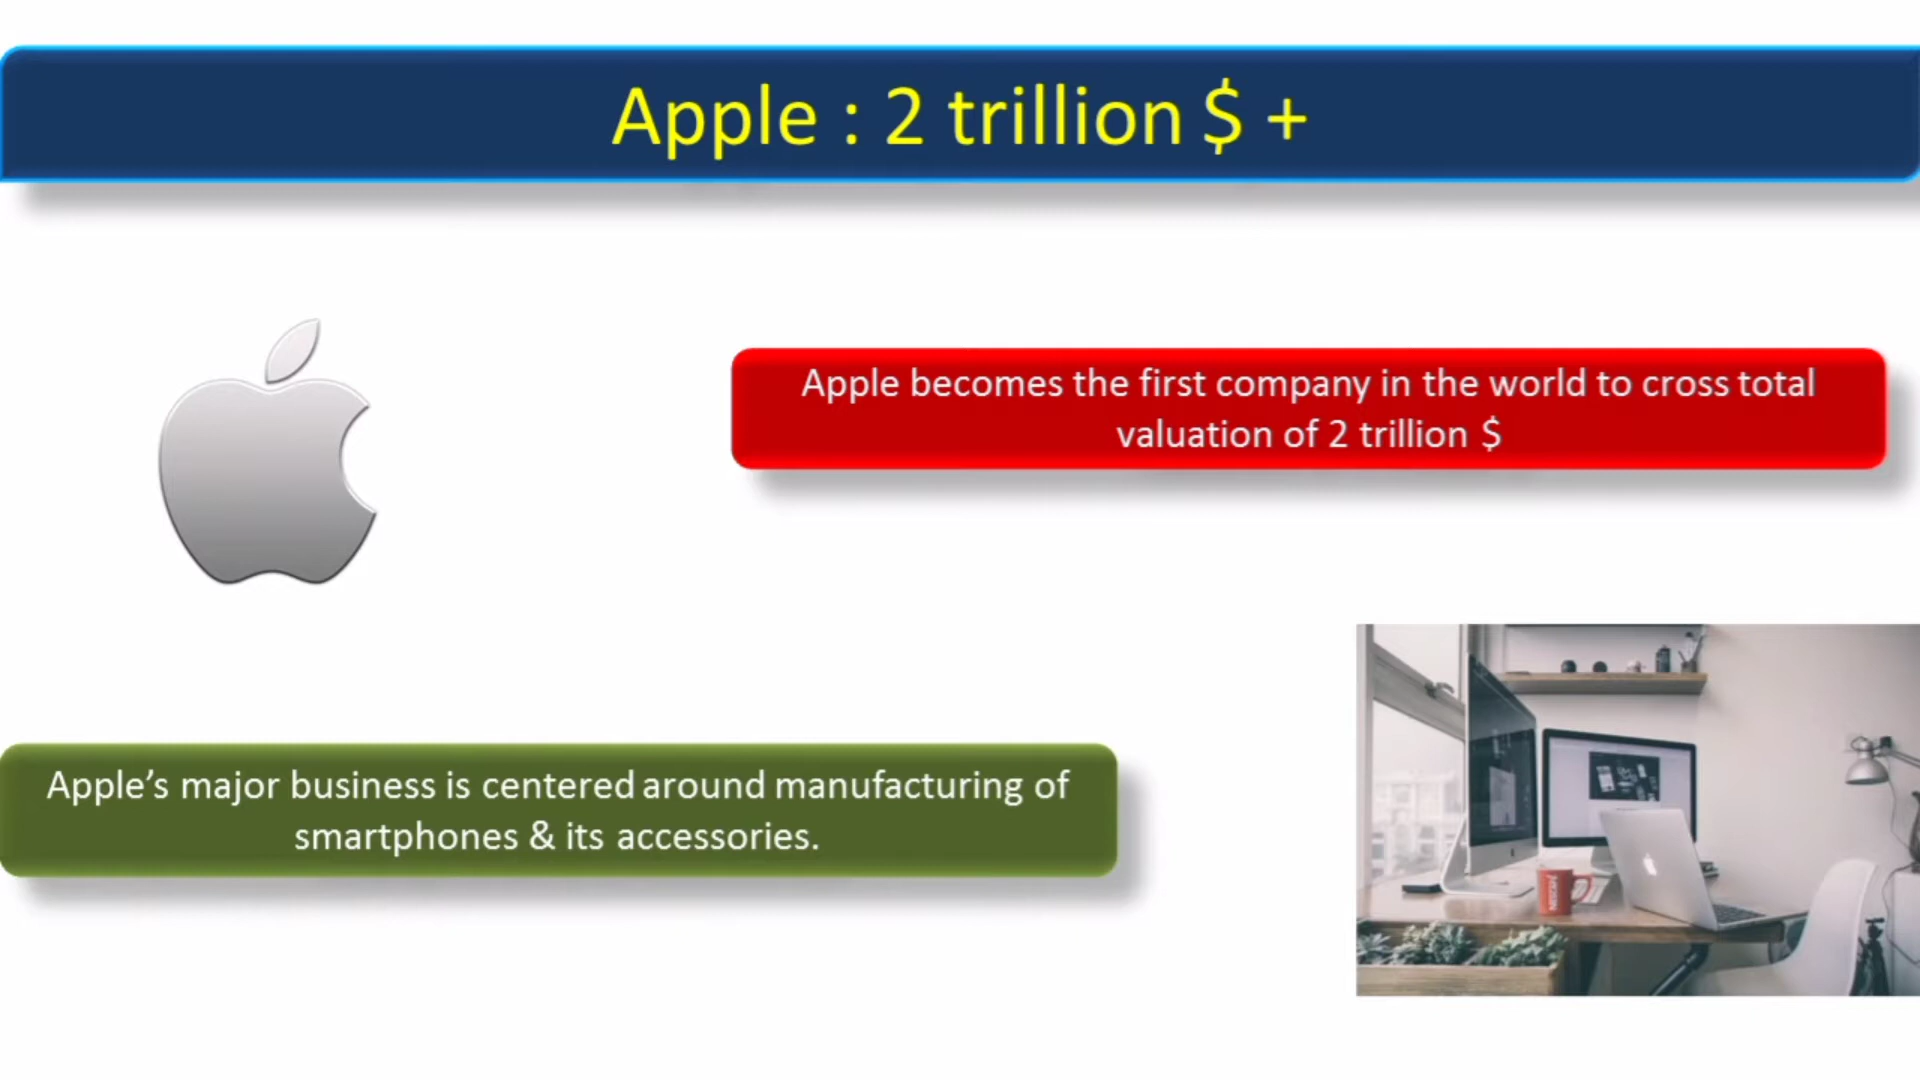 Apple : 2 trillion $ +
Apple becomes the first company in the world to cross total
valuation of 2 trillion $
Apple’s major business is centered around manufacturing of
smartphones & its accessories.
NESCAFÉ